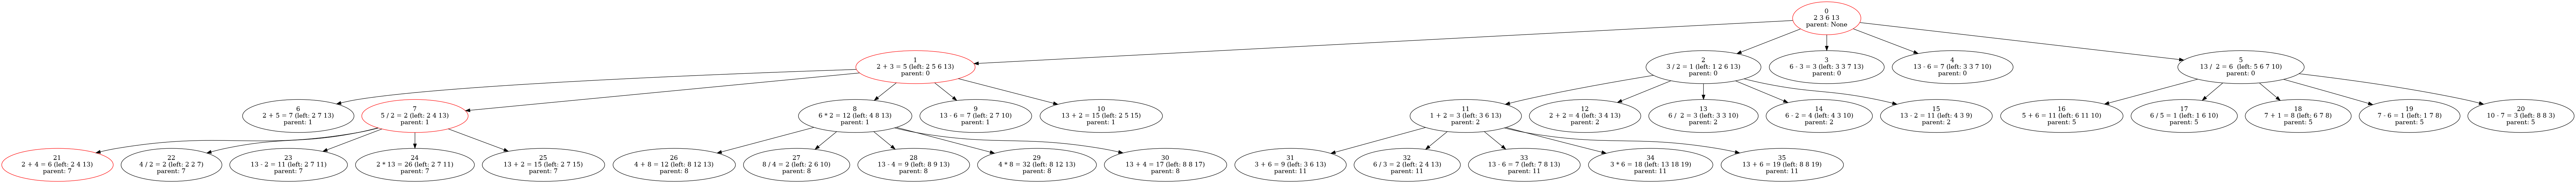 0
2 3 6 13
parent: None
1
2 + 3 = 5 (left: 2 5 6 13)
parent: 0
2
3 / 2 = 1 (left: 1 2 6 13)
parent: 0
3
6 - 3 = 3 (left: 3 3 7 13)
parent: 0
4
13 - 6 = 7 (left: 3 3 7 10)
parent: 0
5
13 / 2 = 6 (left: 5 6 7 10)
parent: 0
6
2 + 5 = 7 (left: 2 7 13)
parent: 1
7
5 / 2 = 2 (left: 2 4 13)
parent: 1
8
6 * 2 = 12 (left: 4 8 13)
parent: 1
9
13 - 6 = 7 (left: 2 7 10)
parent: 1
10
13 + 2 = 15 (left: 2 5 15)
parent: 1
11
1 + 2 = 3 (left: 3 6 13)
parent: 2
12
2 + 2 = 4 (left: 3 4 13)
parent: 2
13
6 / 2 = 3 (left: 3 3 10)
parent: 2
14
6 - 2 = 4 (left: 4 3 10)
parent: 2
15
13 - 2 = 11 (left: 4 3 9)
parent: 2
16
5 + 6 = 11 (left: 6 11 10)
parent: 5
17
6 / 5 = 1 (left: 1 6 10)
parent: 5
18
7 + 1 = 8 (left: 6 7 8)
parent: 5
19
7 - 6 = 1 (left: 1 7 8)
parent: 5
20
10 - 7 = 3 (left: 8 8 3)
parent: 5
21
2 + 4 = 6 (left: 2 4 13)
parent: 7
22
4 / 2 = 2 (left: 2 2 7)
parent: 7
23
13 - 2 = 11 (left: 2 7 11)
parent: 7
24
2 * 13 = 26 (left: 2 7 11)
parent: 7
25
13 + 2 = 15 (left: 2 7 15)
parent: 7
26
4 + 8 = 12 (left: 8 12 13)
parent: 8
27
8 / 4 = 2 (left: 2 6 10)
parent: 8
28
13 - 4 = 9 (left: 8 9 13)
parent: 8
29
4 * 8 = 32 (left: 8 12 13)
parent: 8
30
13 + 4 = 17 (left: 8 8 17)
parent: 8
31
3 + 6 = 9 (left: 3 6 13)
parent: 11
32
6 / 3 = 2 (left: 2 4 13)
parent: 11
33
13 - 6 = 7 (left: 7 8 13)
parent: 11
34
3 * 6 = 18 (left: 13 18 19)
parent: 11
35
13 + 6 = 19 (left: 8 8 19)
parent: 11